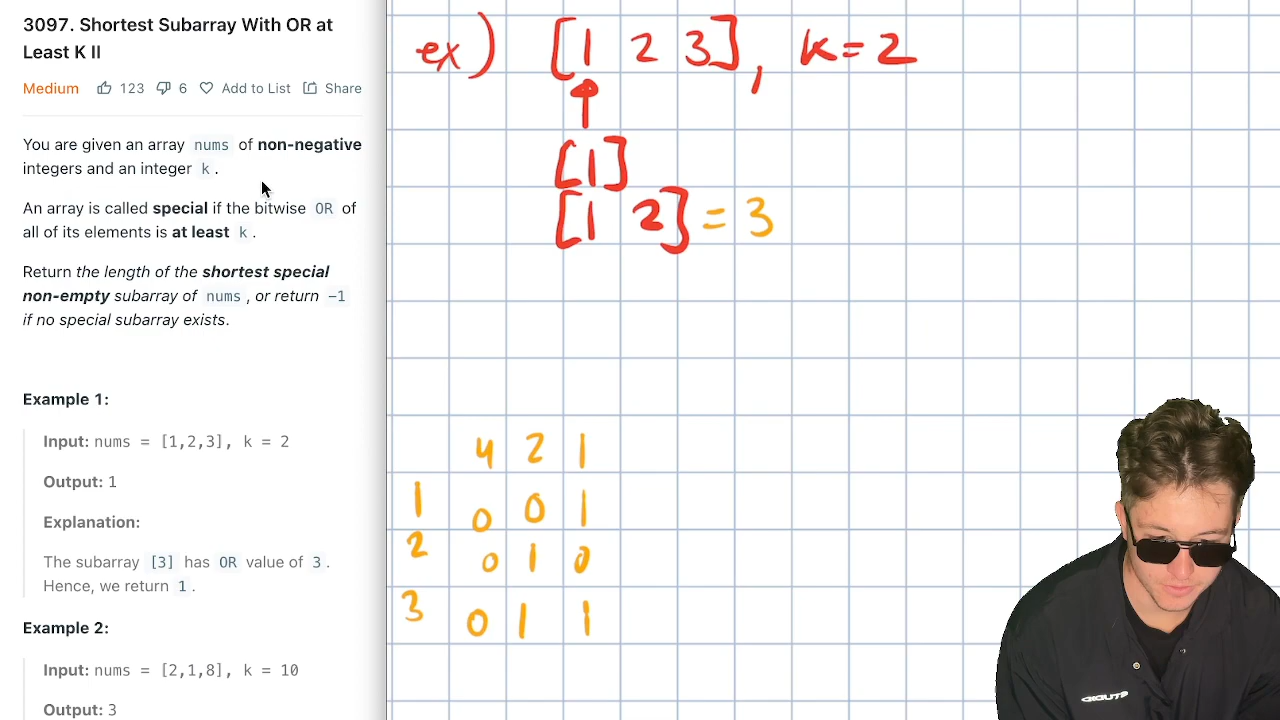 3097. Shortest Subarray With OR at
Least K II
Medium 123 6 Add to List Share
You are given an array nums of non-negative
integers and an integer k.
An array is called special if the bitwise OR of
all of its elements is at least k.
Return the length of the shortest special
non-empty subarray of nums, or return -1
if no special subarray exists.
Example 1:
Input: nums = [1,2,3], k = 2
Output: 1
Explanation:
The subarray [3] has OR value of 3.
Hence, we return 1.
Example 2:
Input: nums = [2,1,8], k = 10
Output: 3
ex) [1 2 3], k=2
[1]
[1 2] = 3
4 2 1
1 0 0 1
2 0 1 0
3 0 1 1